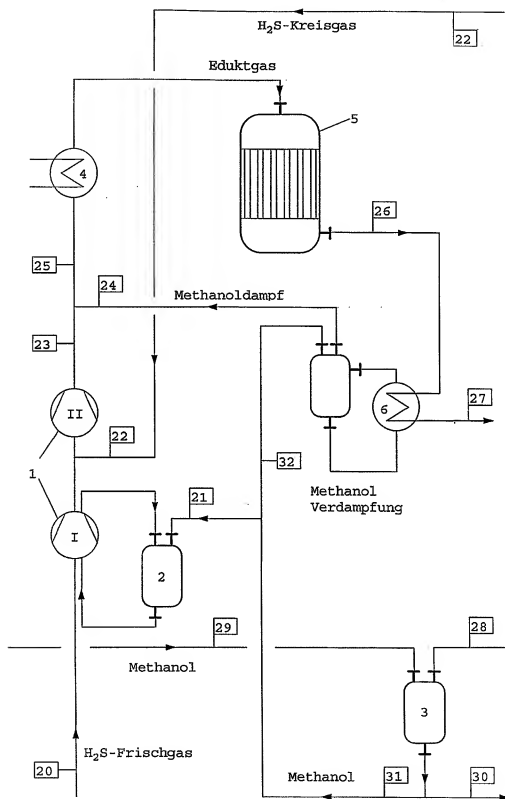 H₂S-Kreisgas
22
Eduktgas
5
4
26
25
24
Methanoldampf
23
27
II
6
22
32
1
21
Methanol
Verdampfung
I
2
29
28
Methanol
3
H₂S-Frischgas
20
Methanol
31
30